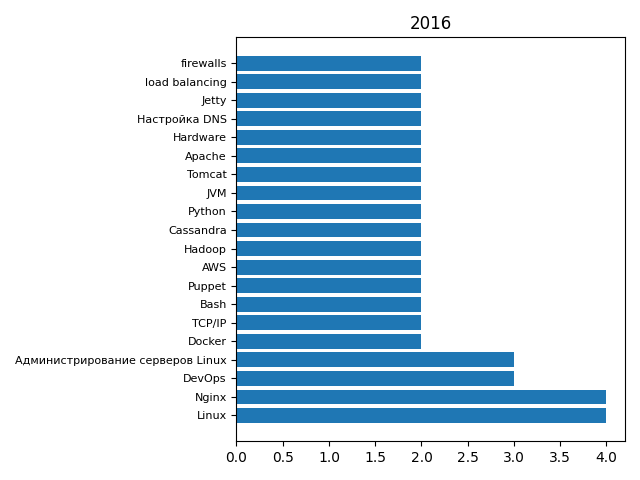 2016
firewalls
load balancing
Jetty
Настройка DNS
Hardware
Apache
Tomcat
JVM
Python
Cassandra
Hadoop
AWS
Puppet
Bash
TCP/IP
Docker
Администрирование серверов Linux
DevOps
Nginx
Linux
0.0 0.5 1.0 1.5 2.0 2.5 3.0 3.5 4.0